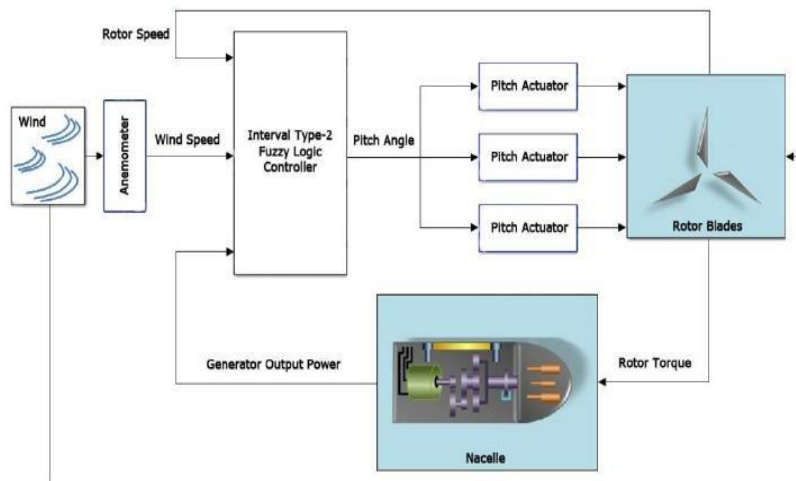 Rotor Speed
Wind
Anemometer
Wind Speed
Interval Type-2
Fuzzy Logic
Controller
Pitch Angle
Pitch Actuator
Pitch Actuator
Pitch Actuator
Rotor Blades
Generator Output Power
Rotor Torque
Nacelle